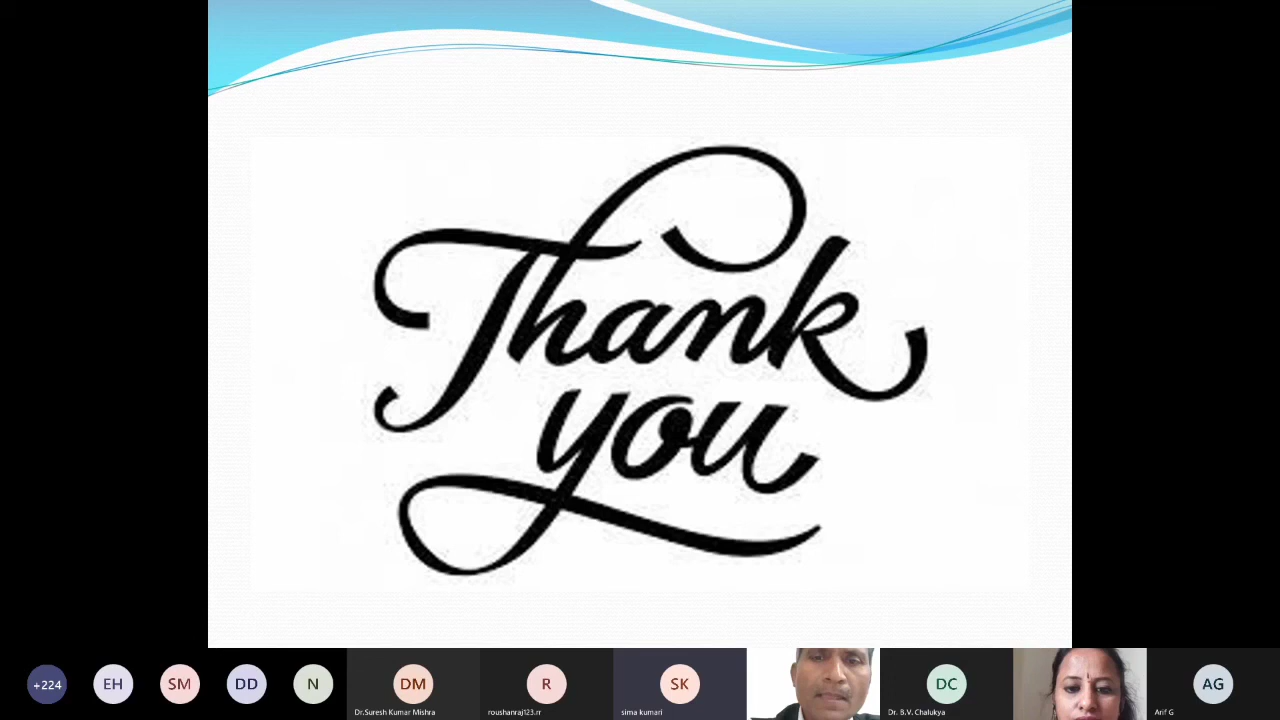 Thank
you
+224
EH
SM
DD
N
DM
Dr.Suresh Kumar Mishra
R
roushanraj123.rr
SK
sima kumari
DC
Dr. B.V. Chalukya
AG
Arif G